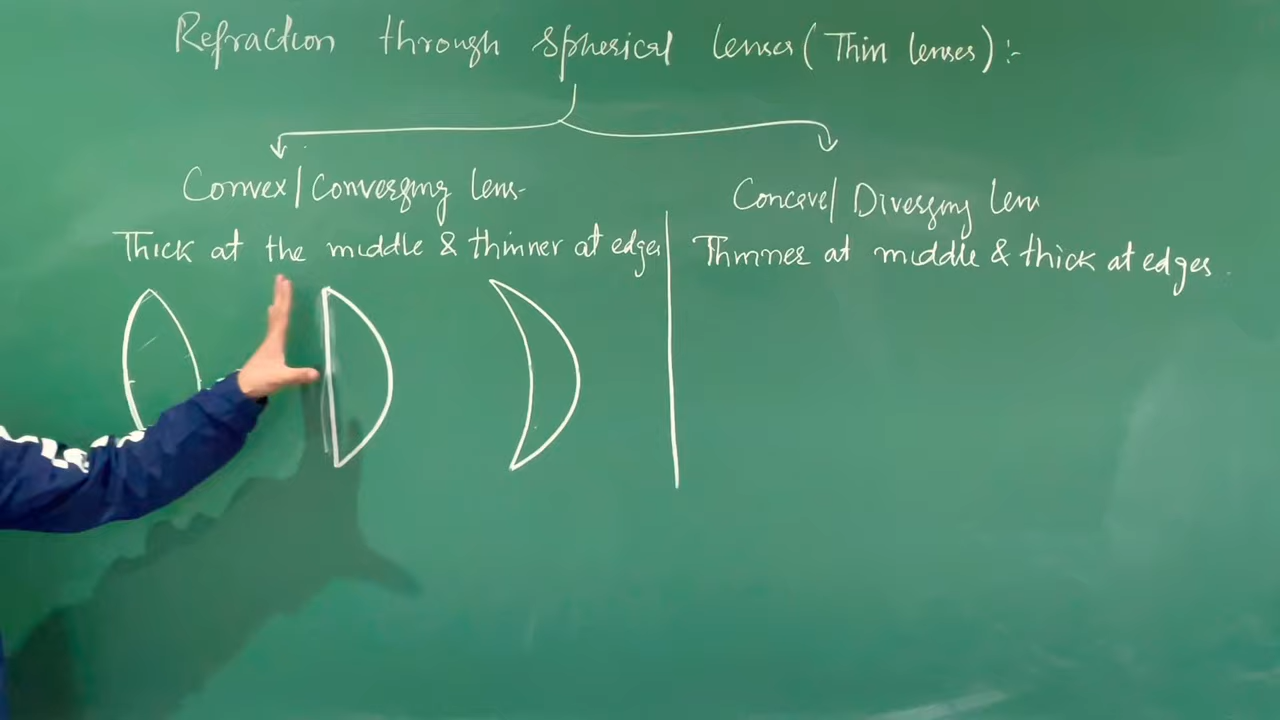 Refraction through Spherical lenses (Thin lenses) :-
Convex/Converging lens
Thick at the middle & thinner at edges
Concave/Diverging lens
Thinner at middle & thick at edges.